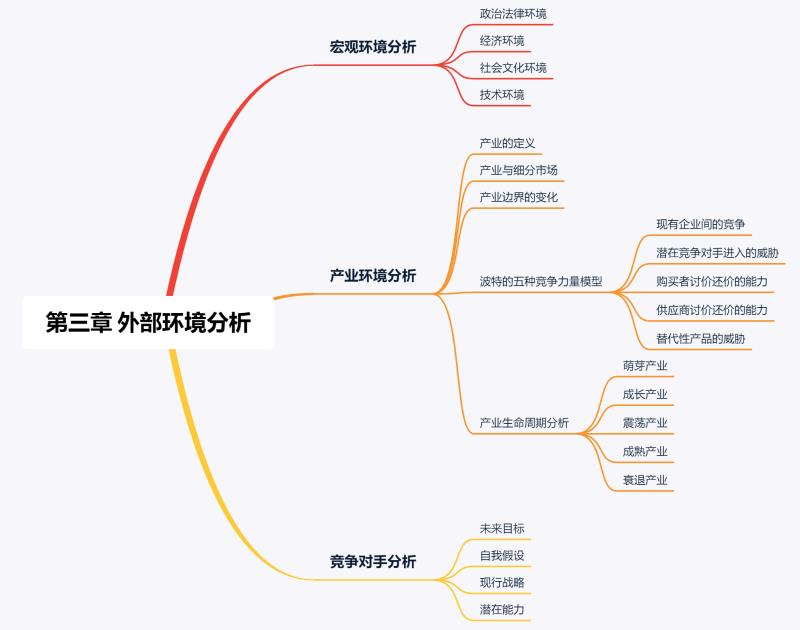 第三章 外部环境分析
宏观环境分析
政治法律环境
经济环境
社会文化环境
技术环境
产业环境分析
产业的定义
产业与细分市场
产业边界的变化
波特的五种竞争力量模型
现有企业间的竞争
潜在竞争对手进入的威胁
购买者讨价还价的能力
供应商讨价还价的能力
替代性产品的威胁
产业生命周期分析
萌芽产业
成长产业
震荡产业
成熟产业
衰退产业
竞争对手分析
未来目标
自我假设
现行战略
潜在能力